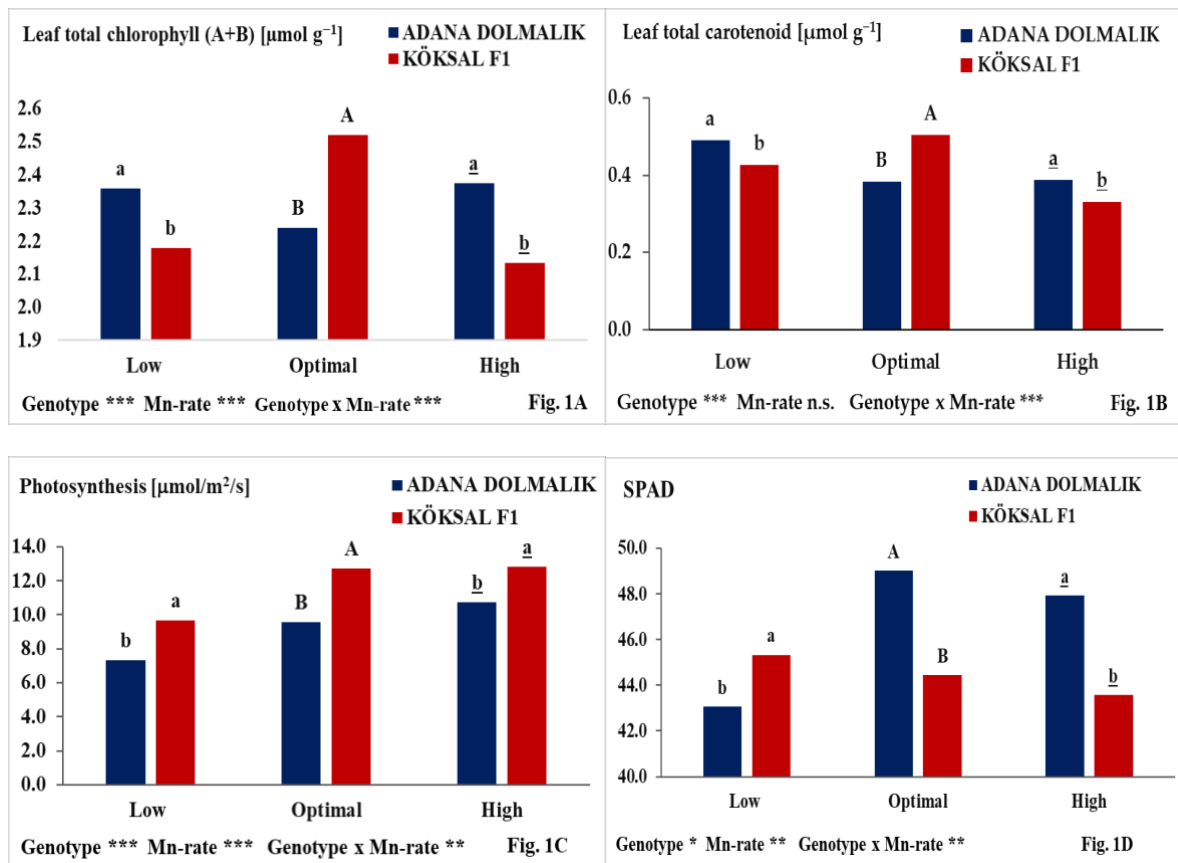 Leaf total chlorophyll (A+B) [µmol g⁻¹]
ADANA DOLMALIK
KÖKSAL F1
2.6
2.5
2.4
2.3
2.2
2.1
2.0
1.9
a
b
B
A
a
b
Low
Optimal
High
Genotype *** Mn-rate *** Genotype x Mn-rate *** Fig. 1A
Leaf total carotenoid [µmol g⁻¹]
ADANA DOLMALIK
KÖKSAL F1
0.6
0.4
0.2
0.0
a
b
B
A
a
b
Low
Optimal
High
Genotype *** Mn-rate n.s. Genotype x Mn-rate *** Fig. 1B
Photosynthesis [µmol/m²/s]
ADANA DOLMALIK
KÖKSAL F1
14.0
12.0
10.0
8.0
6.0
4.0
2.0
0.0
b
a
B
A
b
a
Low
Optimal
High
Genotype *** Mn-rate *** Genotype x Mn-rate ** Fig. 1C
SPAD
ADANA DOLMALIK
KÖKSAL F1
50.0
48.0
46.0
44.0
42.0
40.0
b
a
A
B
a
b
Low
Optimal
High
Genotype * Mn-rate ** Genotype x Mn-rate ** Fig. 1D